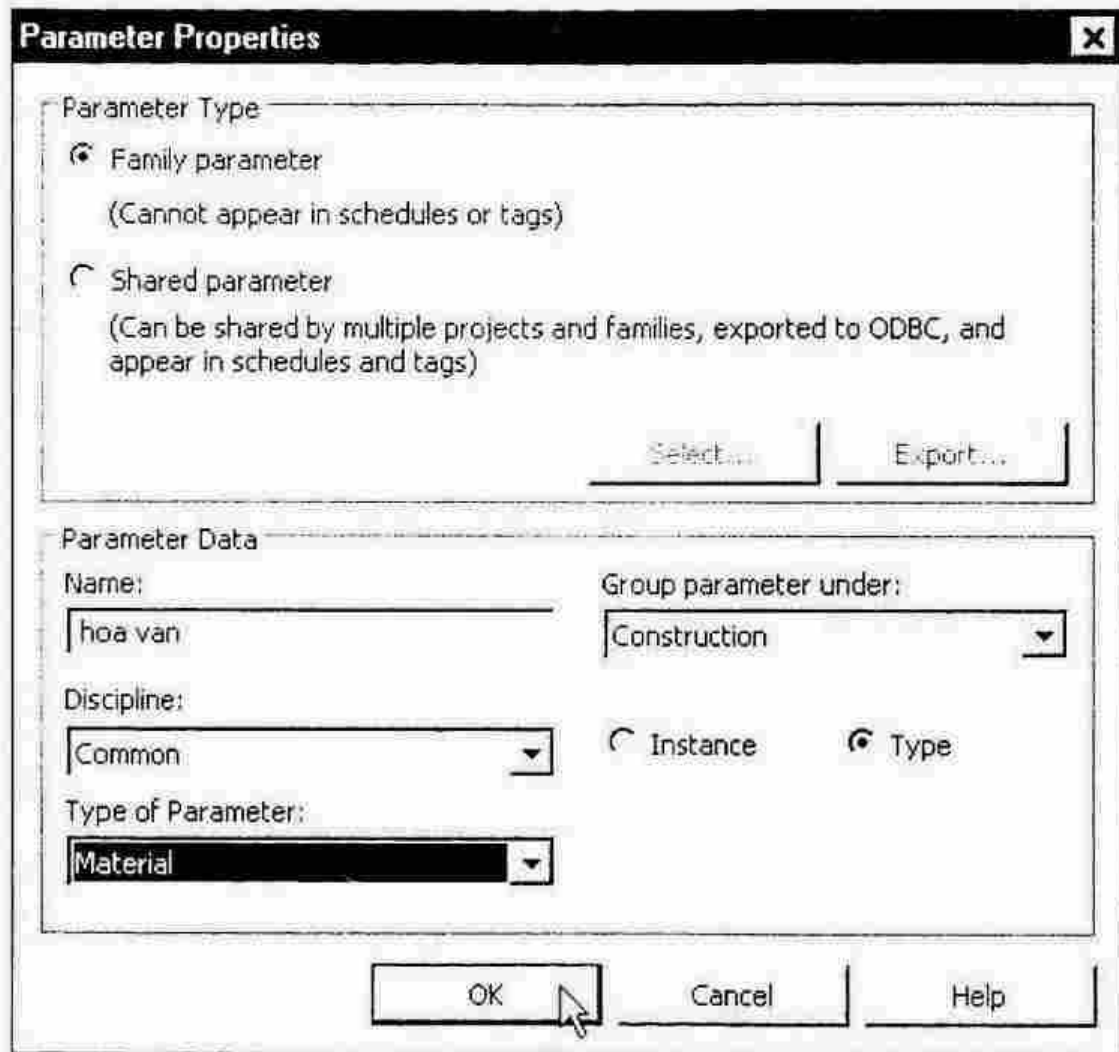 Parameter Properties
Parameter Type
Family parameter
(Cannot appear in schedules or tags)
Shared parameter
(Can be shared by multiple projects and families, exported to ODBC, and
appear in schedules and tags)
Select... Export...
Parameter Data
Name: Group parameter under:
hoa van Construction
Discipline:
Common Instance Type
Type of Parameter:
Material
OK Cancel Help